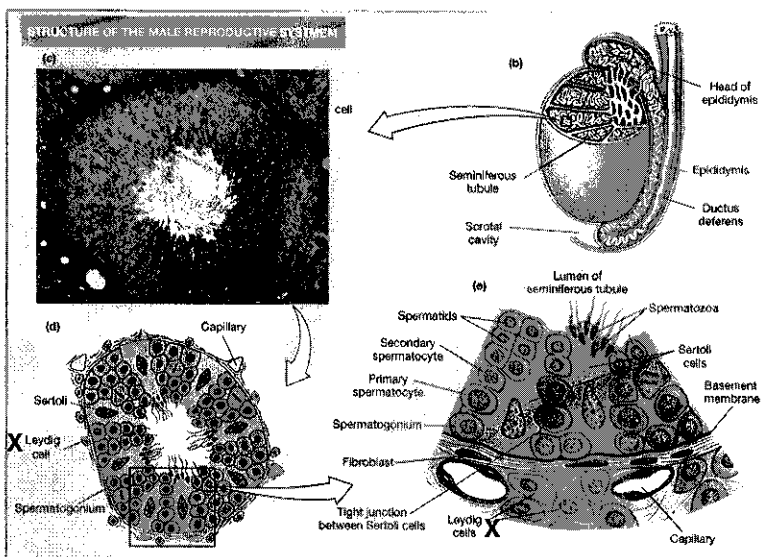 STRUCTURE OF THE MALE REPRODUCTIVE SYSTMEN
(c)
cell
(b)
Head of
epididymis
Seminiferous
tubule
Epididymis
Ductus
deferens
Scrotal
cavity
(d)
Capillary
Sertoli
X Leydig
cell
Spermatogonium
(e)
Lumen of
seminiferous tubule
Spermatids
Spermatozoa
Secondary
spermatocyte
Sertoli
cells
Primary
spermatocyte
Basement
membrane
Spermatogonium
Fibroblast
Tight junction
between Sertoli cells
Leydig
cells X
Capillary